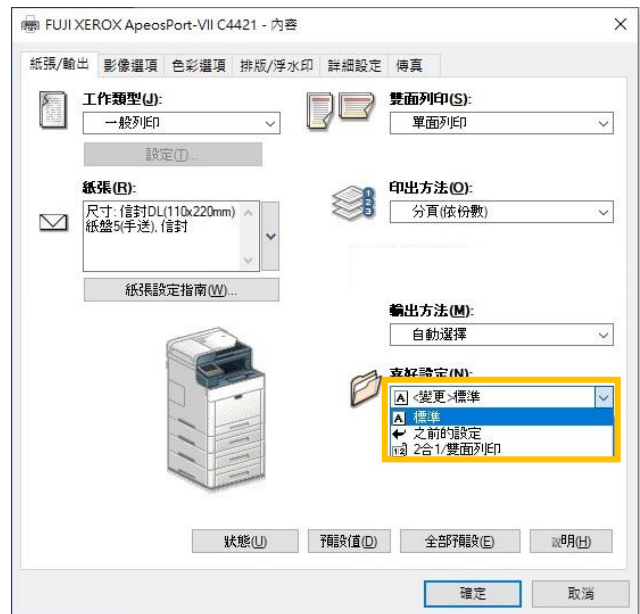 FUJI XEROX ApeosPort-VII C4421 - 內容
紙張/輸出 影像選項 色彩選項 排版/浮水印 詳細設定 傳真
工作類型(J):
一般列印
設定(T)...
雙面列印(S):
單面列印
紙張(R):
尺寸: 信封DL(110x220mm)
紙盤5(手送), 信封
紙張設定指南(W)...
印出方法(O):
分頁(依份數)
輸出方法(M):
自動選擇
喜好設定(N):
<變更>標準
標準
之前的設定
2合1/雙面列印
狀態(U) 預設值(D) 全部預設(E) 說明(H)
確定 取消